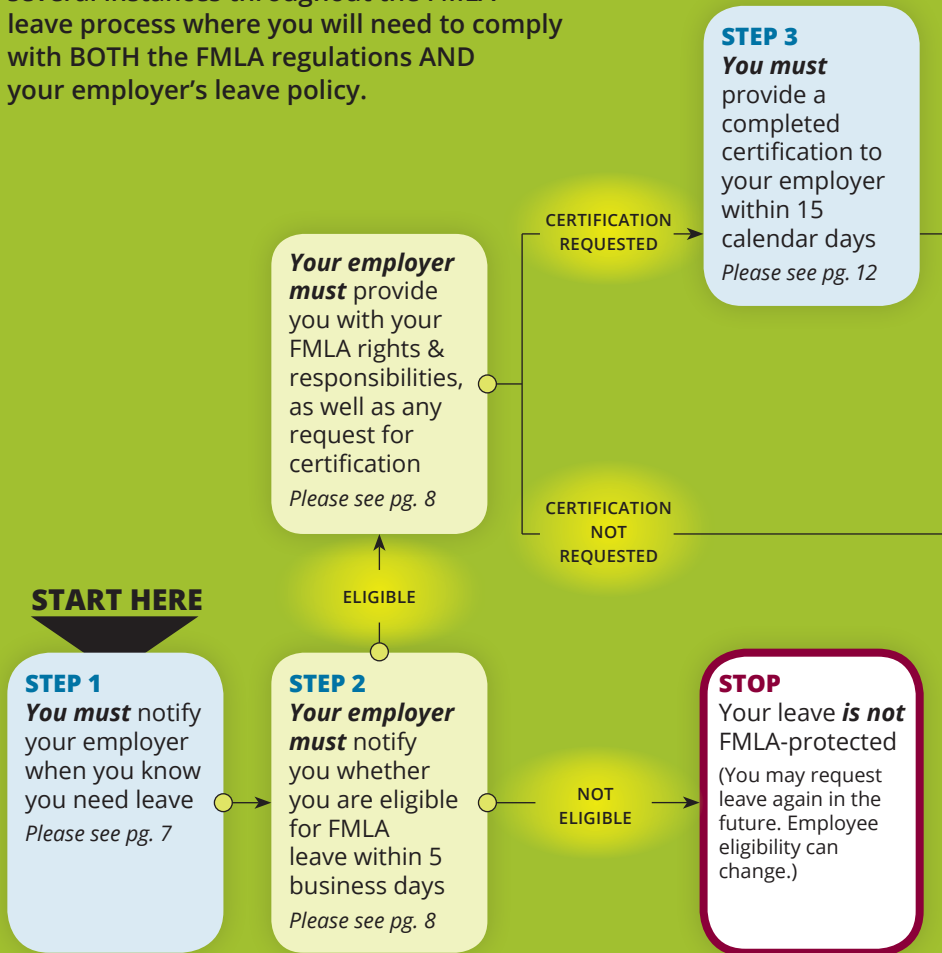 several instances throughout the FMLA
leave process where you will need to comply
with BOTH the FMLA regulations AND
your employer's leave policy.
START HERE
STEP 1
You must notify
your employer
when you know
you need leave
Please see pg. 7
STEP 2
Your employer
must notify
you whether
you are eligible
for FMLA
leave within 5
business days
Please see pg. 8
NOT
ELIGIBLE
STOP
Your leave is not
FMLA-protected
(You may request
leave again in the
future. Employee
eligibility can
change.)
ELIGIBLE
Your employer
must provide
you with your
FMLA rights &
responsibilities,
as well as any
request for
certification
Please see pg. 8
CERTIFICATION
REQUESTED
STEP 3
You must
provide a
completed
certification to
your employer
within 15
calendar days
Please see pg. 12
CERTIFICATION
NOT
REQUESTED